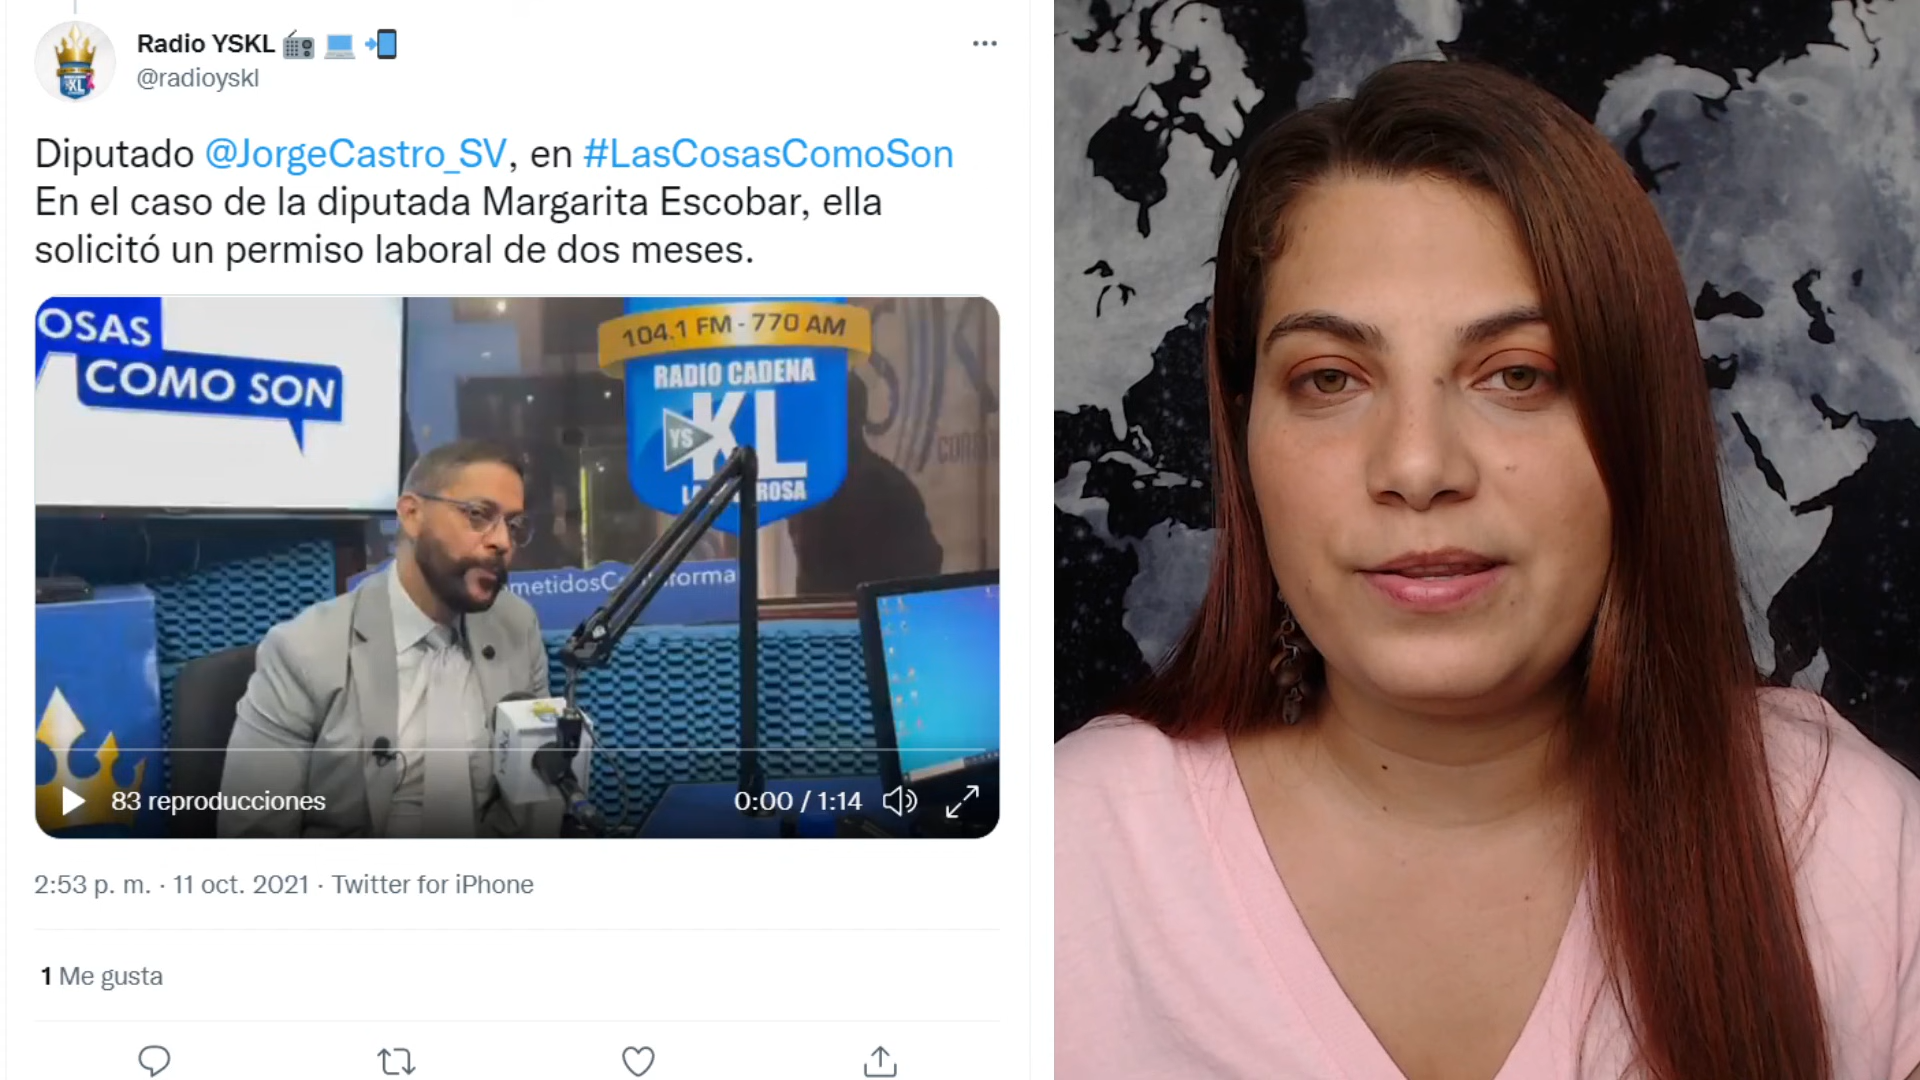 Radio YSKL
@radioyskl
Diputado @JorgeCastro_SV, en #LasCosasComoSon
En el caso de la diputada Margarita Escobar, ella
solicitó un permiso laboral de dos meses.
OSAS
COMO SON
104.1 FM - 770 AM
RADIO CADENA
YS KL
83 reproducciones
0:00 / 1:14
2:53 p. m. · 11 oct. 2021 · Twitter for iPhone
1 Me gusta